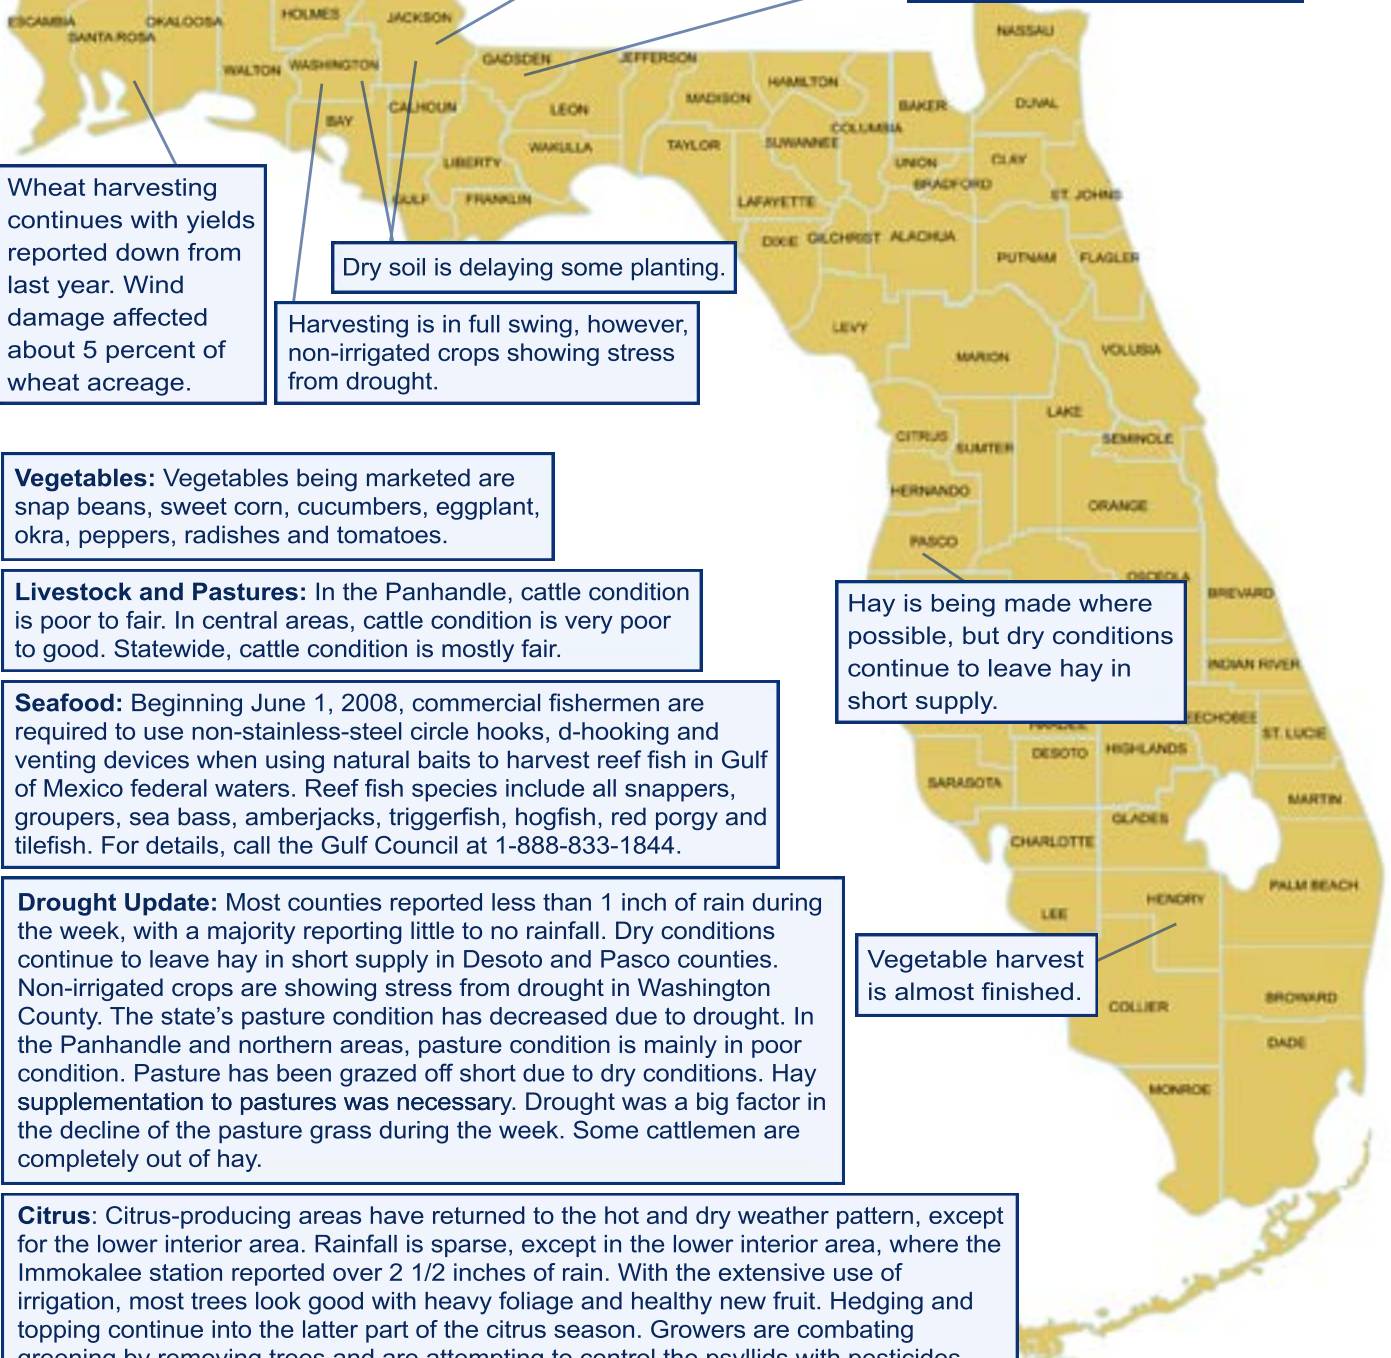 ESCAMBIA
SANTA ROSA
OKALOOSA
HOLMES
JACKSON
WALTON
WASHINGTON
BAY
CALHOUN
GULF
LIBERTY
FRANKLIN
GADSDEN
LEON
WAKULLA
JEFFERSON
MADISON
TAYLOR
HAMILTON
SUWANNEE
COLUMBIA
LAFAYETTE
DIXIE
GILCHRIST
ALACHUA
BAKER
UNION
BRADFORD
NASSAU
DUVAL
CLAY
ST. JOHNS
PUTNAM
FLAGLER
LEVY
MARION
VOLUSIA
LAKE
CITRUS
SUMTER
SEMINOLE
HERNANDO
ORANGE
PASCO
OSCEOLA
BREVARD
INDIAN RIVER
EECHOBEE
ST. LUCIE
HARDEE
DESOTO
HIGHLANDS
SARASOTA
MARTIN
GLADES
CHARLOTTE
PALM BEACH
HENDRY
LEE
COLLIER
BROWARD
DADE
MONROE
Wheat harvesting
continues with yields
reported down from
last year. Wind
damage affected
about 5 percent of
wheat acreage.
Dry soil is delaying some planting.
Harvesting is in full swing, however,
non-irrigated crops showing stress
from drought.
Hay is being made where
possible, but dry conditions
continue to leave hay in
short supply.
Vegetable harvest
is almost finished.
Vegetables: Vegetables being marketed are
snap beans, sweet corn, cucumbers, eggplant,
okra, peppers, radishes and tomatoes.
Livestock and Pastures: In the Panhandle, cattle condition
is poor to fair. In central areas, cattle condition is very poor
to good. Statewide, cattle condition is mostly fair.
Seafood: Beginning June 1, 2008, commercial fishermen are
required to use non-stainless-steel circle hooks, d-hooking and
venting devices when using natural baits to harvest reef fish in Gulf
of Mexico federal waters. Reef fish species include all snappers,
groupers, sea bass, amberjacks, triggerfish, hogfish, red porgy and
tilefish. For details, call the Gulf Council at 1-888-833-1844.
Drought Update: Most counties reported less than 1 inch of rain during
the week, with a majority reporting little to no rainfall. Dry conditions
continue to leave hay in short supply in Desoto and Pasco counties.
Non-irrigated crops are showing stress from drought in Washington
County. The state’s pasture condition has decreased due to drought. In
the Panhandle and northern areas, pasture condition is mainly in poor
condition. Pasture has been grazed off short due to dry conditions. Hay
supplementation to pastures was necessary. Drought was a big factor in
the decline of the pasture grass during the week. Some cattlemen are
completely out of hay.
Citrus: Citrus-producing areas have returned to the hot and dry weather pattern, except
for the lower interior area. Rainfall is sparse, except in the lower interior area, where the
Immokalee station reported over 2 1/2 inches of rain. With the extensive use of
irrigation, most trees look good with heavy foliage and healthy new fruit. Hedging and
topping continue into the latter part of the citrus season. Growers are combating
greening by removing trees and are attempting to control the psyllids with pesticides.